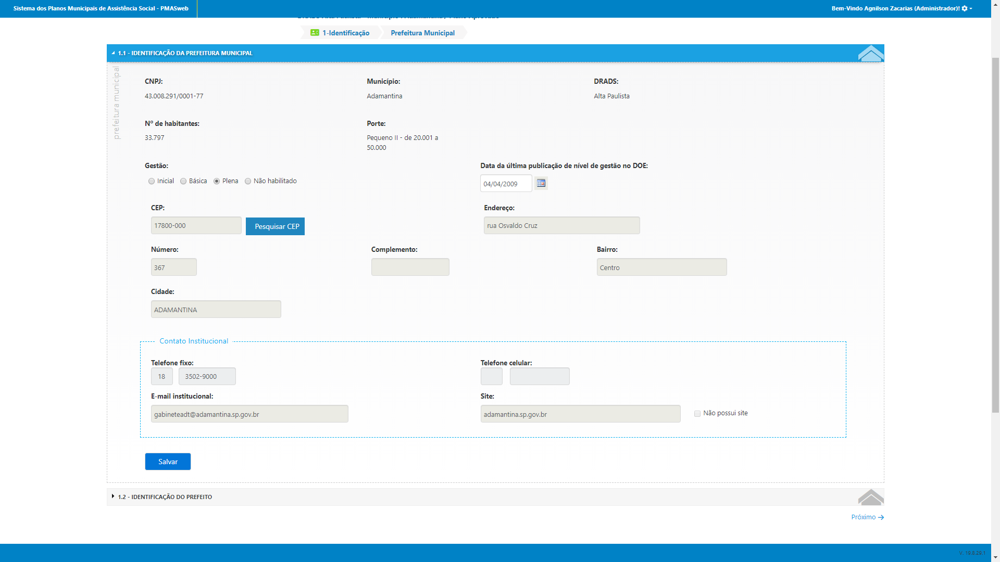 Sistema dos Planos Municipais de Assistência Social - PMASweb
Bem-Vindo Agnilson Zacarias (Administrador)!
1-Identificação
Prefeitura Municipal
1.1 - IDENTIFICAÇÃO DA PREFEITURA MUNICIPAL
prefeitura municipal
CNPJ:
Município:
DRADS:
43.008.291/0001-77
Adamantina
Alta Paulista
Nº de habitantes:
Porte:
33.797
Pequeno II - de 20.001 a
50.000
Gestão:
Data da última publicação de nível de gestão no DOE:
Inicial
Básica
Plena
Não habilitado
04/04/2009
CEP:
Endereço:
17800-000
Pesquisar CEP
rua Osvaldo Cruz
Número:
Complemento:
Bairro:
367
Centro
Cidade:
ADAMANTINA
Contato Institucional
Telefone fixo:
Telefone celular:
18
3502-9000
E-mail institucional:
Site:
gabineteadt@adamantina.sp.gov.br
adamantina.sp.gov.br
Não possui site
Salvar
1.2 - IDENTIFICAÇÃO DO PREFEITO
Próximo
V. 19.8.29.1